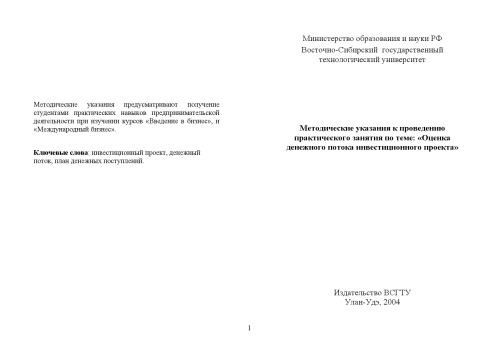 Методические указания предусматривают получение
студентами практических навыков предпринимательской
деятельности при изучении курсов «Введение в бизнес», и
«Международный бизнес».
Ключевые слова: инвестиционный проект, денежный
поток, план денежных поступлений.
Министерство образования и науки РФ
Восточно-Сибирский государственный
технологический университет
Методические указания к проведению
практического занятия по теме: «Оценка
денежного потока инвестиционного проекта»
Издательство ВСГТУ
Улан-Удэ, 2004
1